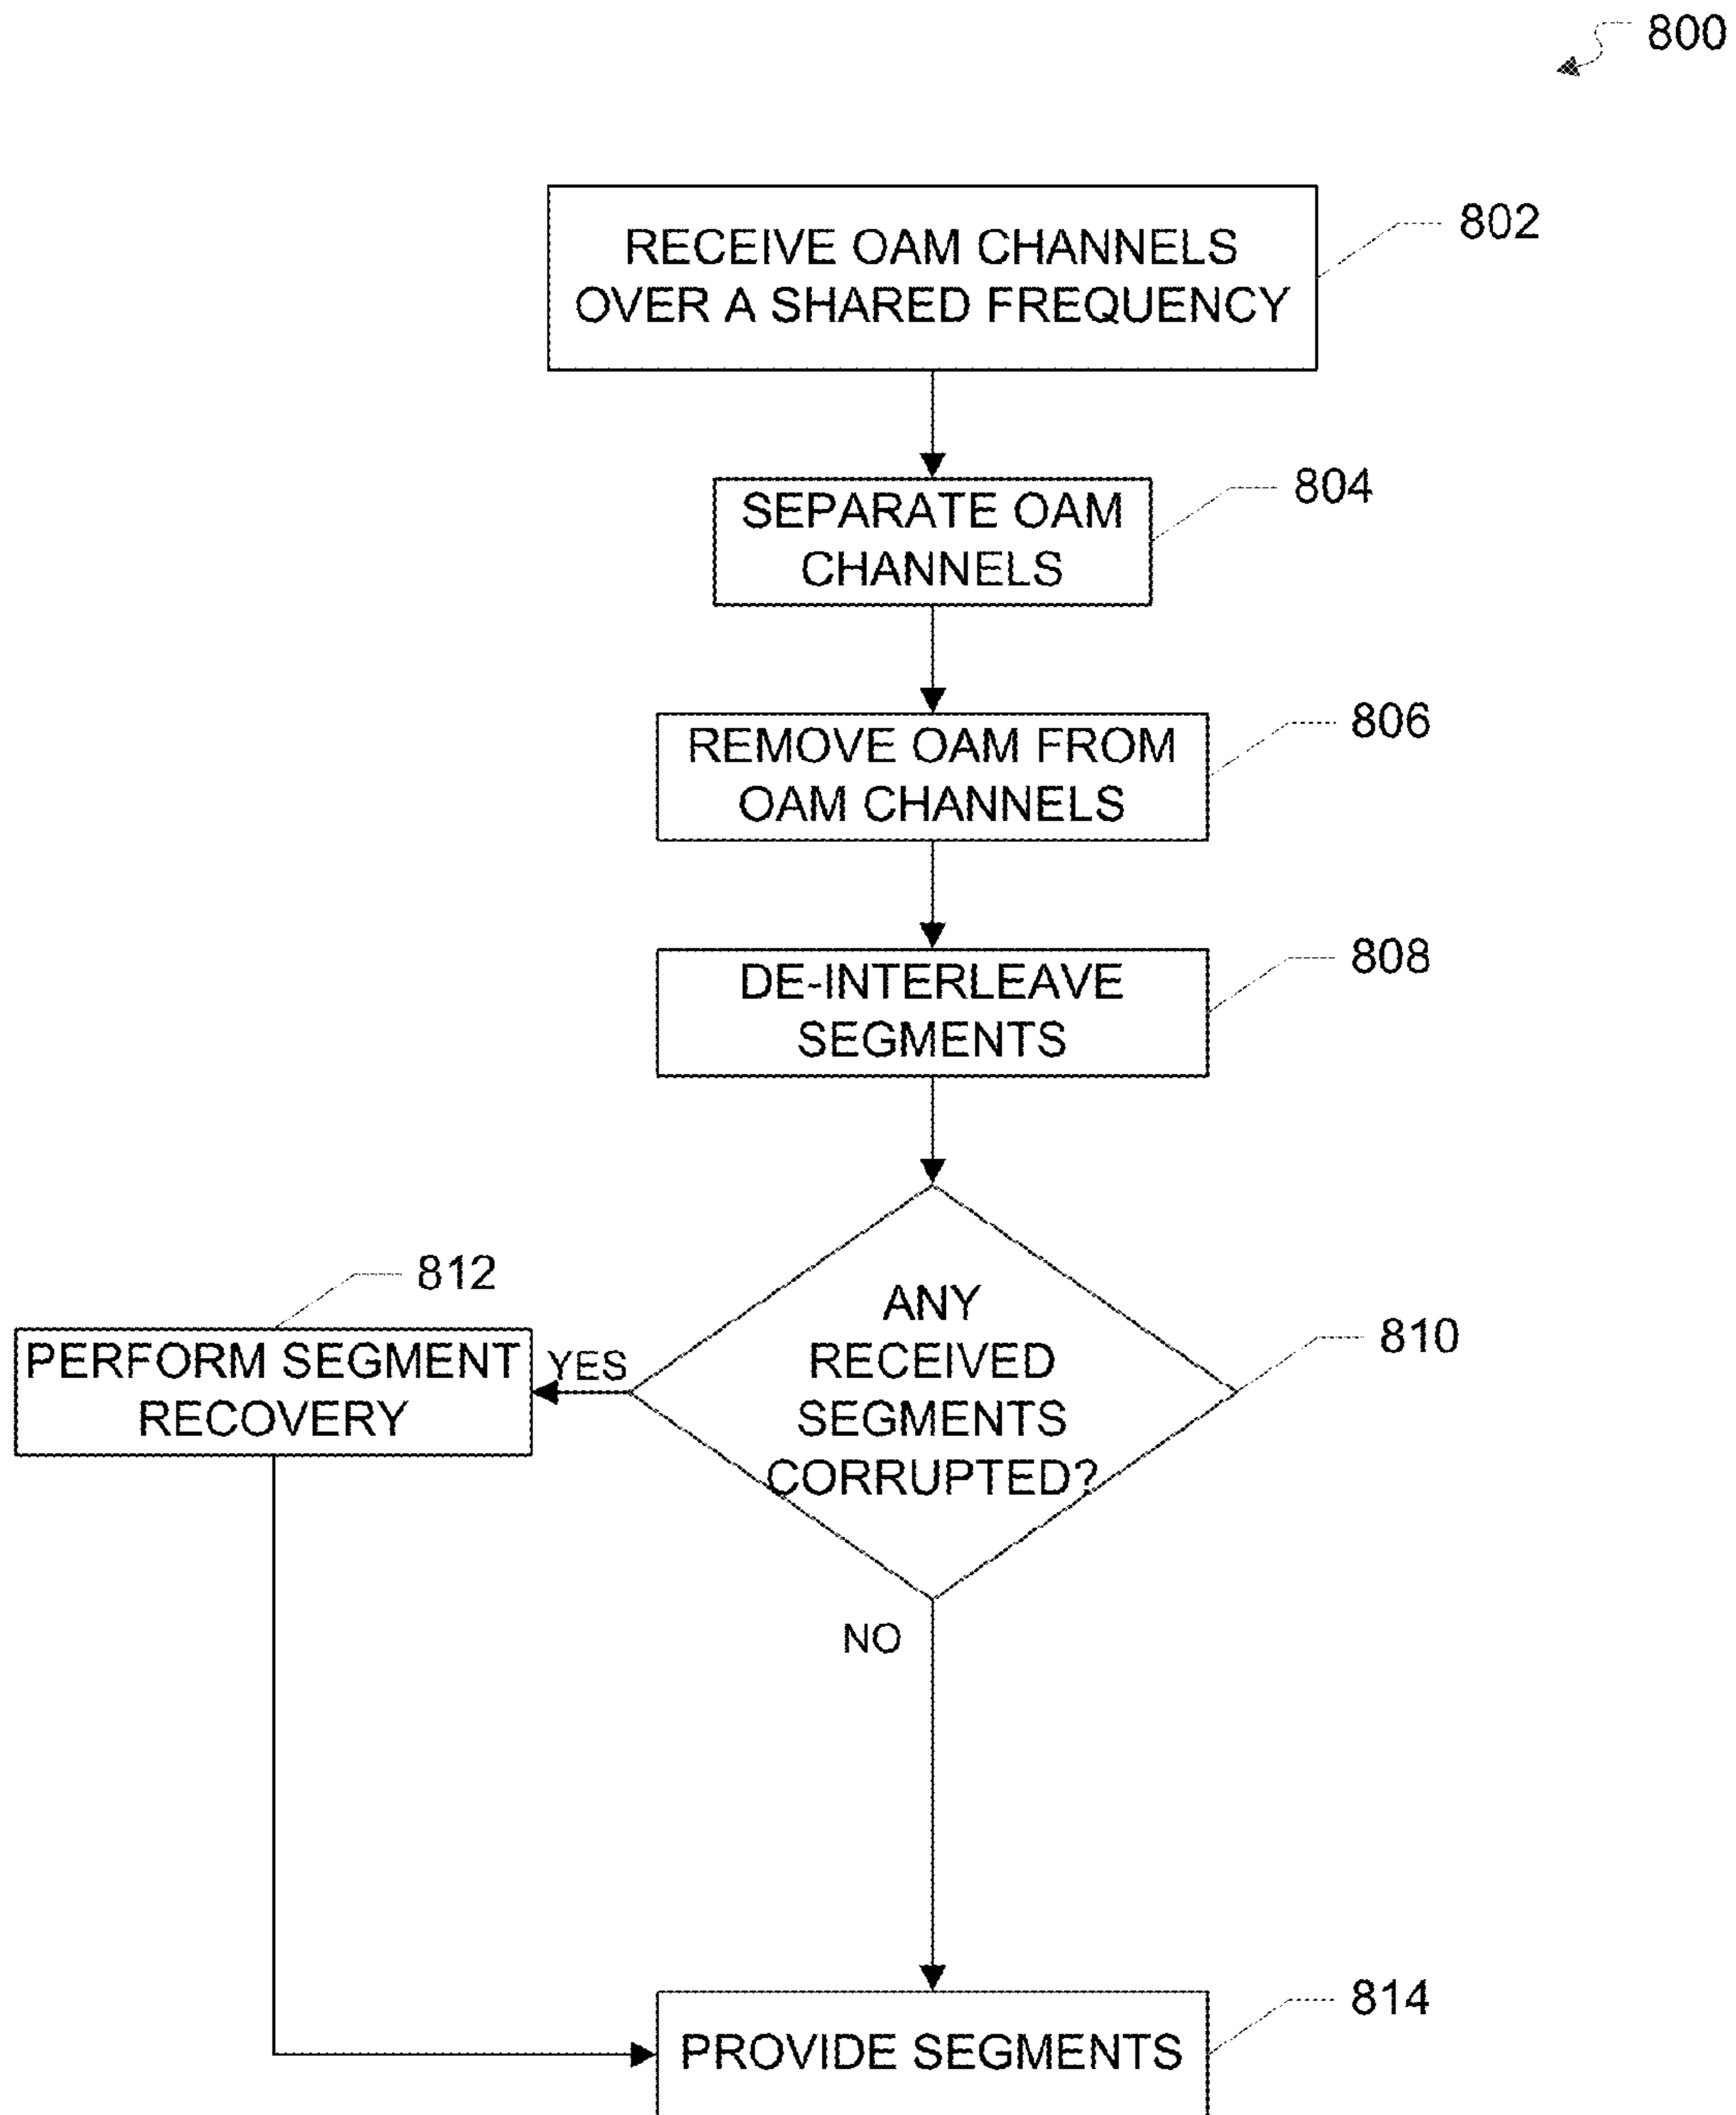 800
RECEIVE OAM CHANNELS
OVER A SHARED FREQUENCY
802
SEPARATE OAM
CHANNELS
804
REMOVE OAM FROM
OAM CHANNELS
806
DE-INTERLEAVE
SEGMENTS
808
ANY
RECEIVED
SEGMENTS
CORRUPTED?
810
YES
812
PERFORM SEGMENT
RECOVERY
NO
PROVIDE SEGMENTS
814